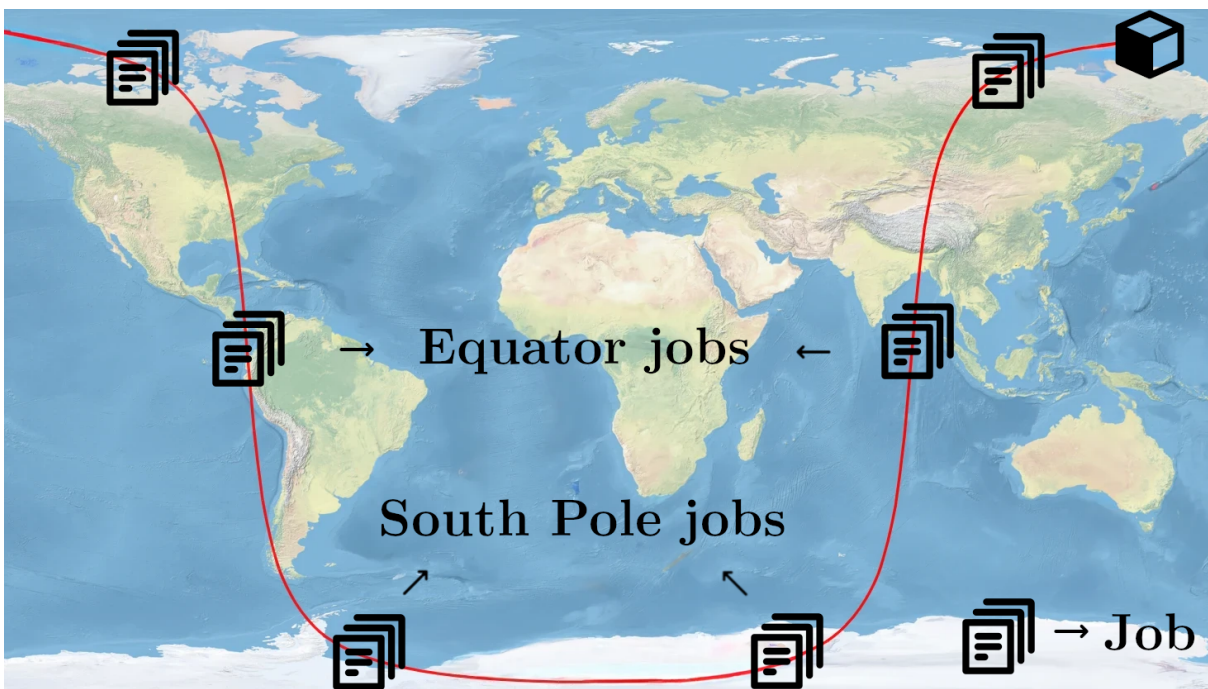 → Equator jobs ←
South Pole jobs
→ Job